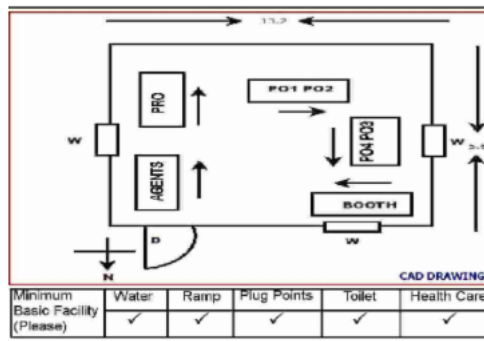 13.2
PRO
PO1 PO2
PO4 PO3
W
W
AGENTS
BOOTH
D
W
N
CAD DRAWING
Minimum Basic Facility (Please)
Water
Ramp
Plug Points
Toilet
Health Care
✓ ✓ ✓ ✓ ✓